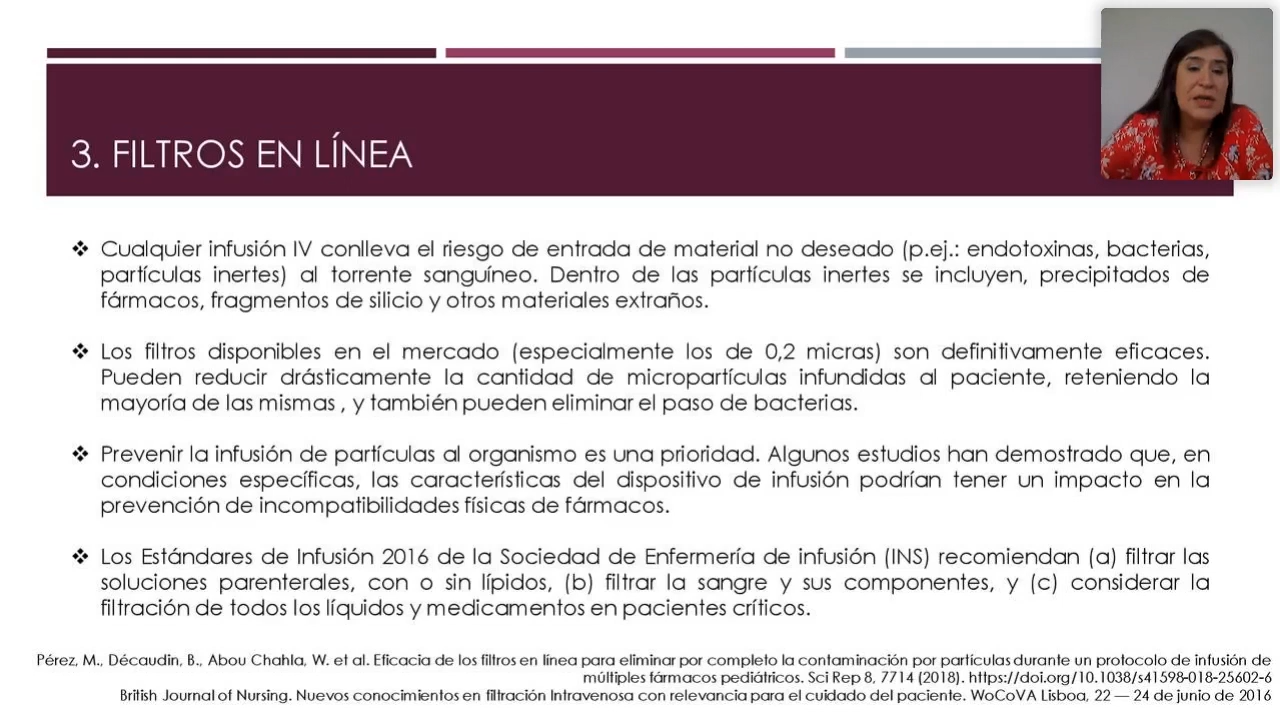 3. FILTROS EN LÍNEA
❖ Cualquier infusión IV conlleva el riesgo de entrada de material no deseado (p.ej.: endotoxinas, bacterias,
partículas inertes) al torrente sanguíneo. Dentro de las partículas inertes se incluyen, precipitados de
fármacos, fragmentos de silicio y otros materiales extraños.
❖ Los filtros disponibles en el mercado (especialmente los de 0,2 micras) son definitivamente eficaces.
Pueden reducir drásticamente la cantidad de micropartículas infundidas al paciente, reteniendo la
mayoría de las mismas , y también pueden eliminar el paso de bacterias.
❖ Prevenir la infusión de partículas al organismo es una prioridad. Algunos estudios han demostrado que, en
condiciones específicas, las características del dispositivo de infusión podrían tener un impacto en la
prevención de incompatibilidades físicas de fármacos.
❖ Los Estándares de Infusión 2016 de la Sociedad de Enfermería de infusión (INS) recomiendan (a) filtrar las
soluciones parenterales, con o sin lípidos, (b) filtrar la sangre y sus componentes, y (c) considerar la
filtración de todos los líquidos y medicamentos en pacientes críticos.
Pérez, M., Décaudin, B., Abou Chahla, W. et al. Eficacia de los filtros en línea para eliminar por completo la contaminación por partículas durante un protocolo de infusión de
múltiples fármacos pediátricos. Sci Rep 8, 7714 (2018). https://doi.org/10.1038/s41598-018-25602-6
British Journal of Nursing. Nuevos conocimientos en filtración Intravenosa con relevancia para el cuidado del paciente. WoCoVA Lisboa, 22 — 24 de junio de 2016